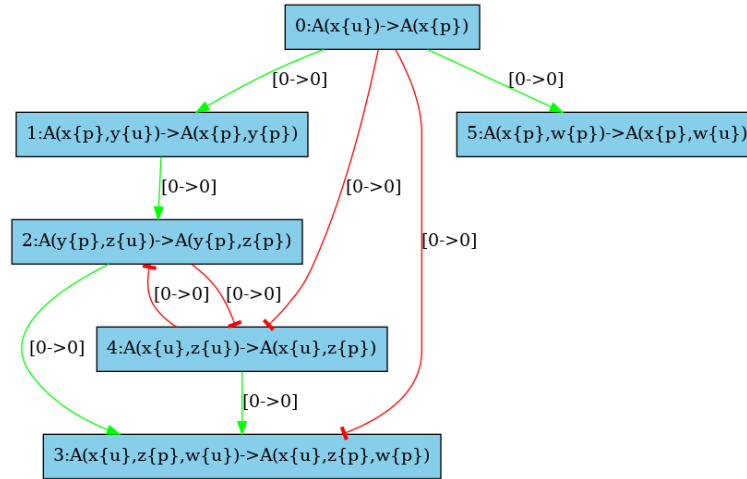 0:A(x{u})->A(x{p})
[0->0]
[0->0]
1:A(x{p},y{u})->A(x{p},y{p})
5:A(x{p},w{p})->A(x{p},w{u})
[0->0]
[0->0]
2:A(y{p},z{u})->A(y{p},z{p})
[0->0]
[0->0]
[0->0]
[0->0]
4:A(x{u},z{u})->A(x{u},z{p})
[0->0]
3:A(x{u},z{p},w{u})->A(x{u},z{p},w{p})